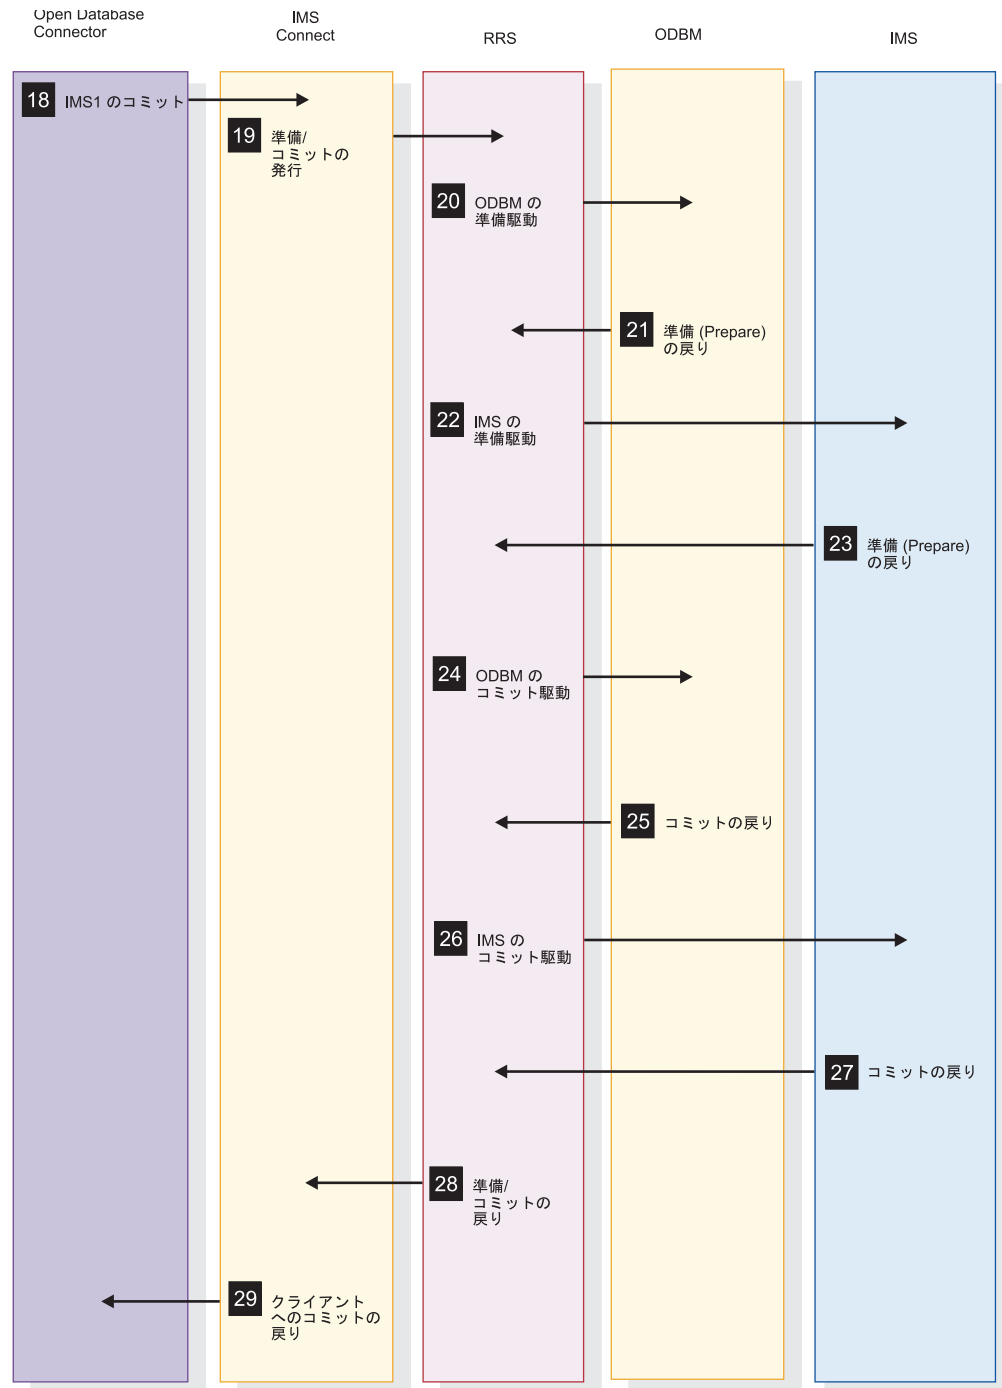 Open Database
Connector
IMS
Connect
RRS
ODBM
IMS
18 IMS1 のコミット
19 準備/
コミットの
発行
20 ODBM の
準備駆動
21 準備 (Prepare)
の戻り
22 IMS の
準備駆動
23 準備 (Prepare)
の戻り
24 ODBM の
コミット駆動
25 コミットの戻り
26 IMS の
コミット駆動
27 コミットの戻り
28 準備/
コミットの
戻り
29 クライアント
へのコミットの
戻り